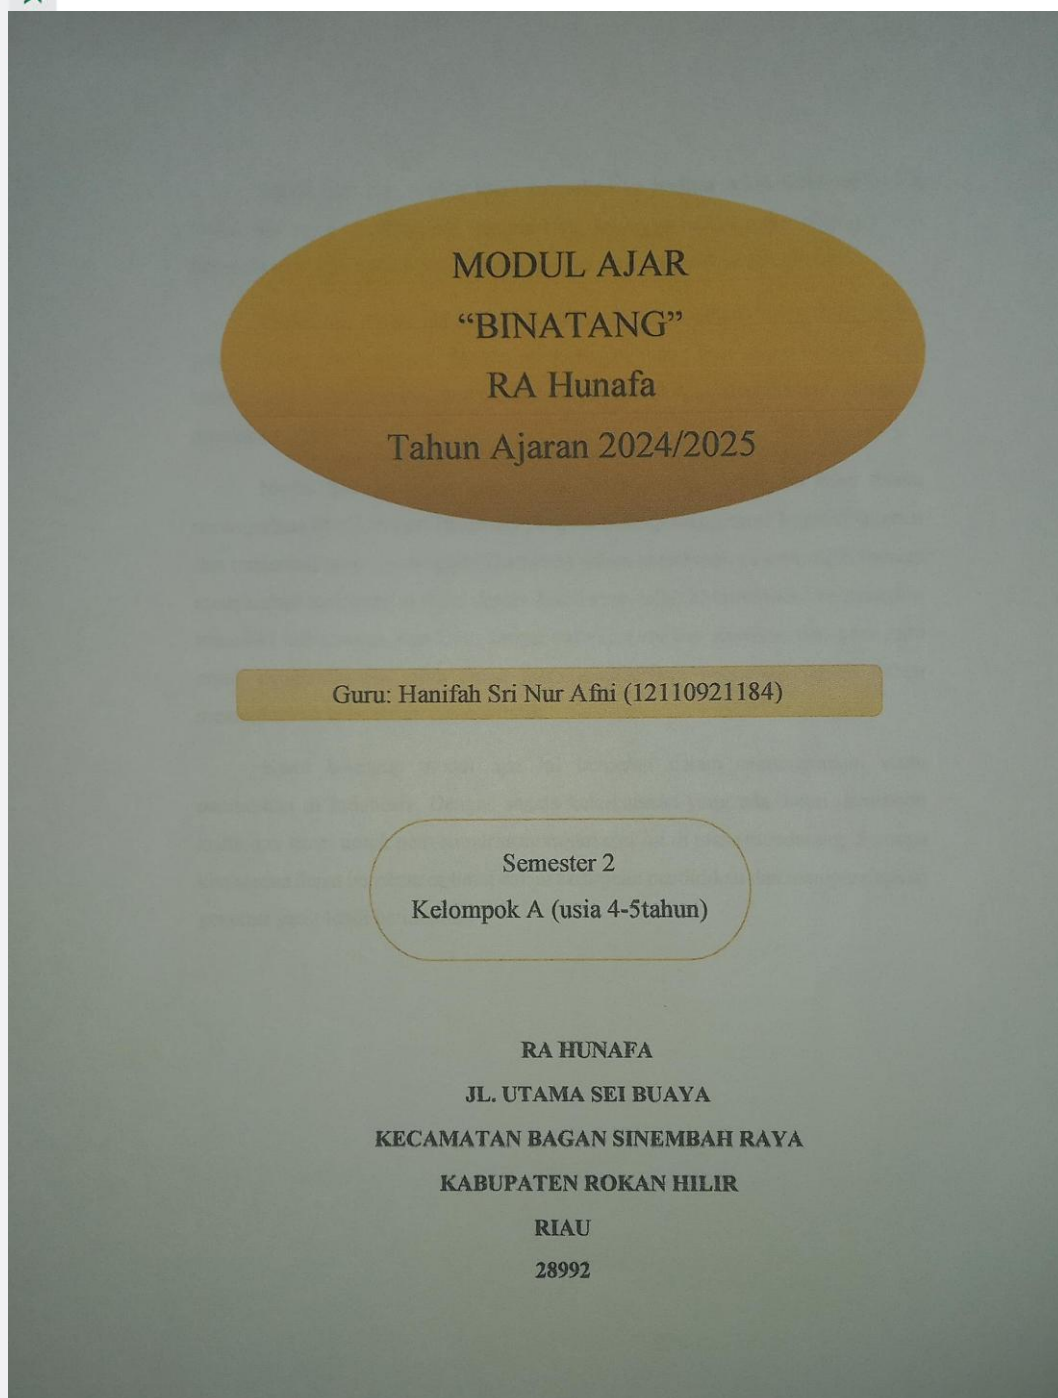 MODUL AJAR
“BINATANG”
RA Hunafa
Tahun Ajaran 2024/2025
Guru: Hanifah Sri Nur Afni (12110921184)
Semester 2
Kelompok A (usia 4-5tahun)
RA HUNAFA
JL. UTAMA SEI BUAYA
KECAMATAN BAGAN SINEMBAH RAYA
KABUPATEN ROKAN HILIR
RIAU
28992